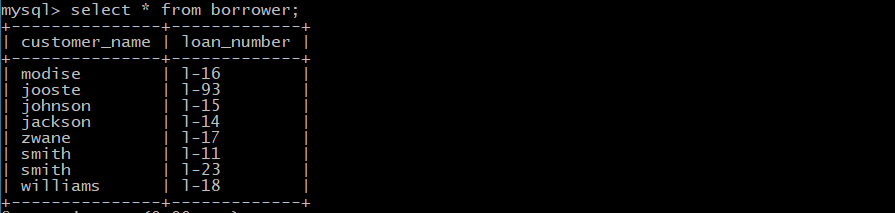 mysql> select * from borrower;
+---------------+-------------+
| customer_name | loan_number |
+---------------+-------------+
| modise        | l-16        |
| jooste        | l-93        |
| johnson       | l-15        |
| jackson       | l-14        |
| zwane         | l-17        |
| smith         | l-11        |
| smith         | l-23        |
| williams      | l-18        |
+---------------+-------------+